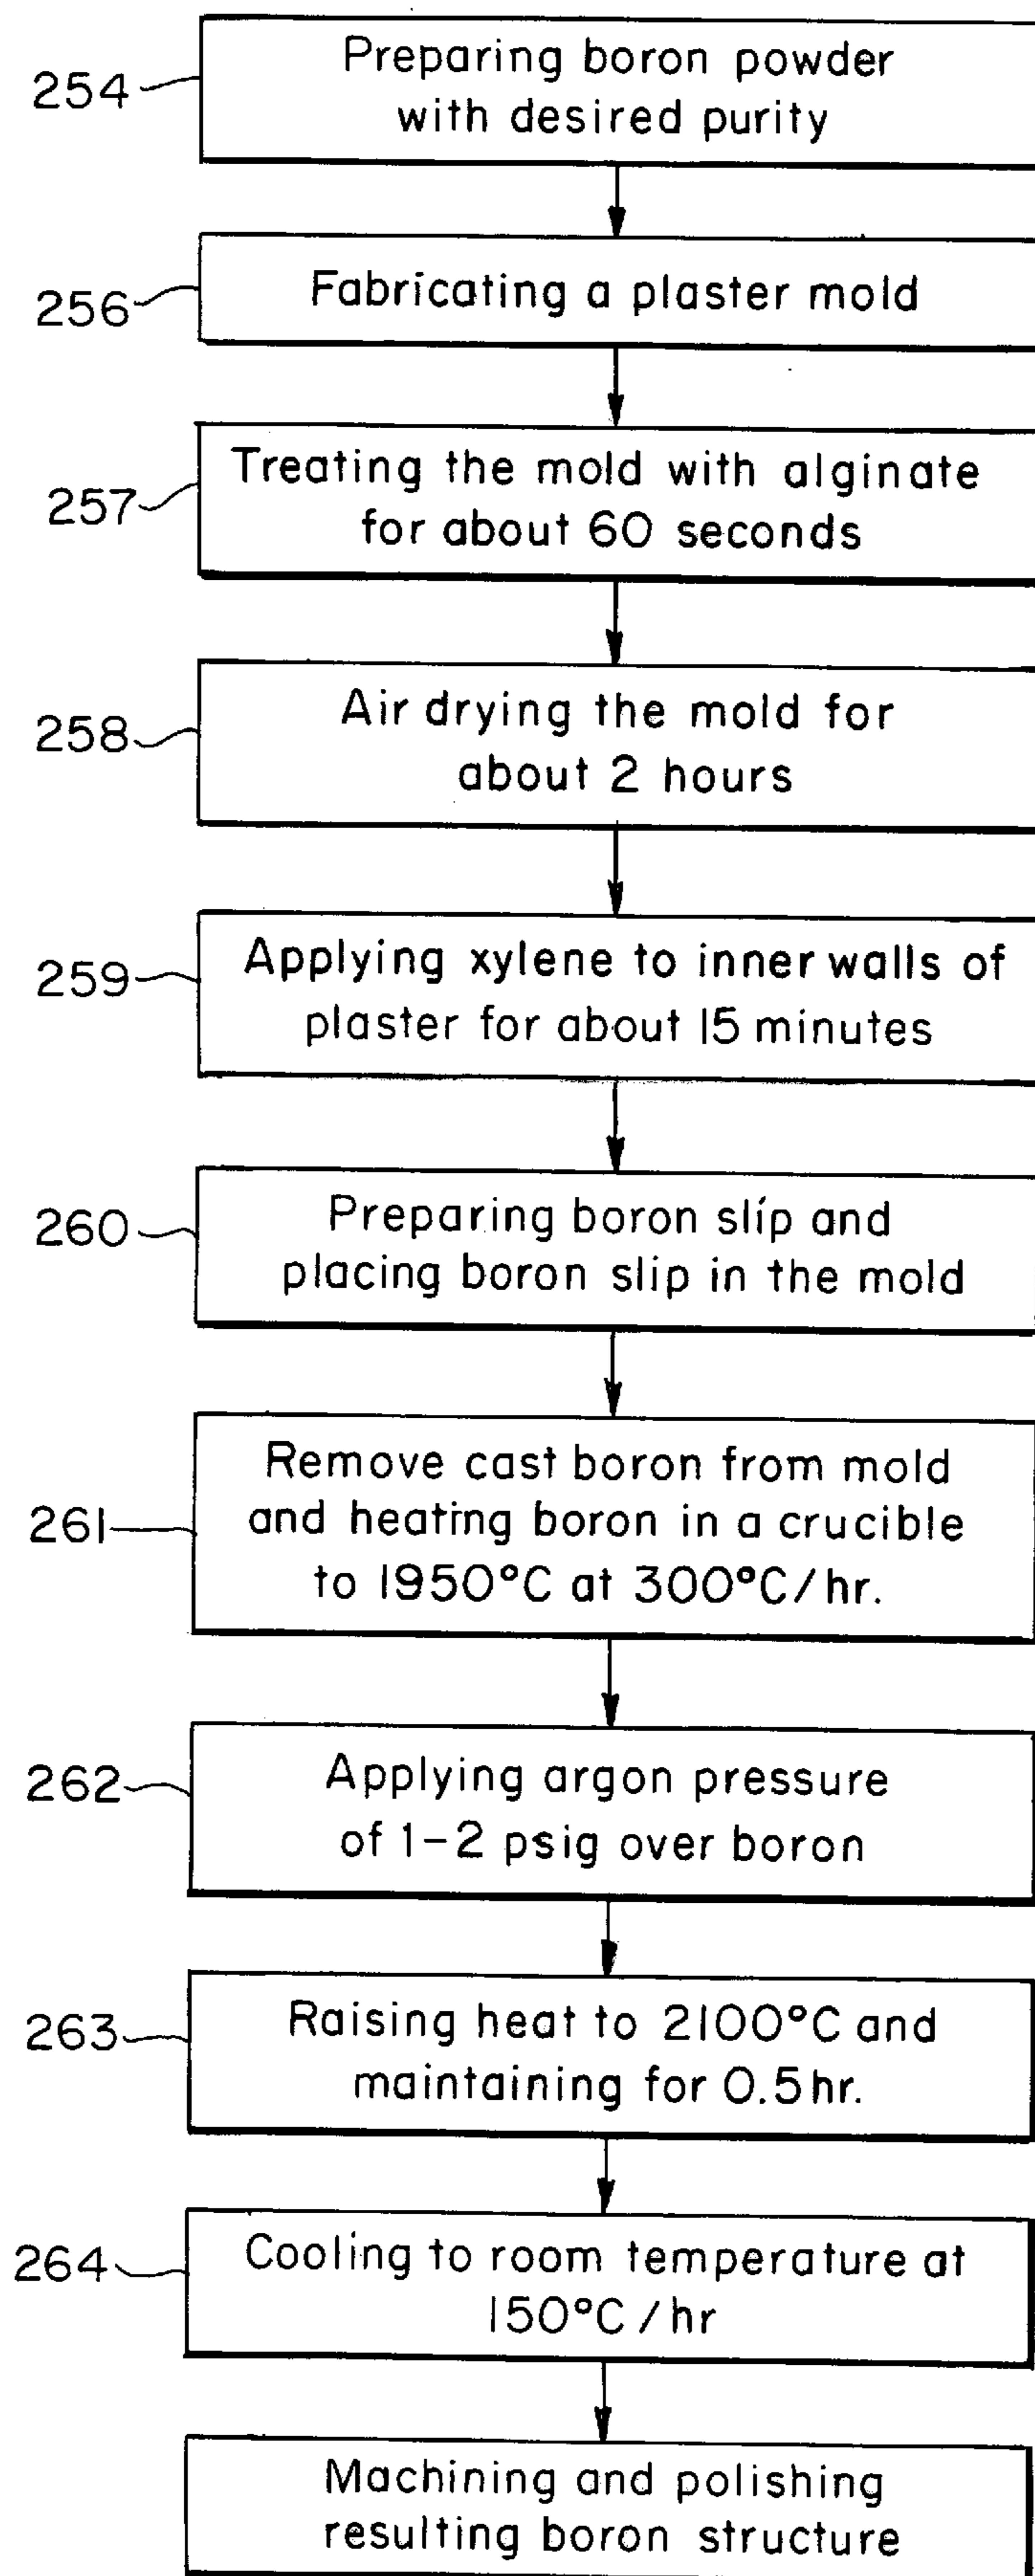 254
Preparing boron powder
with desired purity
256
Fabricating a plaster mold
257
Treating the mold with alginate
for about 60 seconds
258
Air drying the mold for
about 2 hours
259
Applying xylene to inner walls of
plaster for about 15 minutes
260
Preparing boron slip and
placing boron slip in the mold
261
Remove cast boron from mold
and heating boron in a crucible
to 1950°C at 300°C/hr.
262
Applying argon pressure
of 1-2 psig over boron
263
Raising heat to 2100°C and
maintaining for 0.5hr.
264
Cooling to room temperature at
150°C/hr
Machining and polishing
resulting boron structure